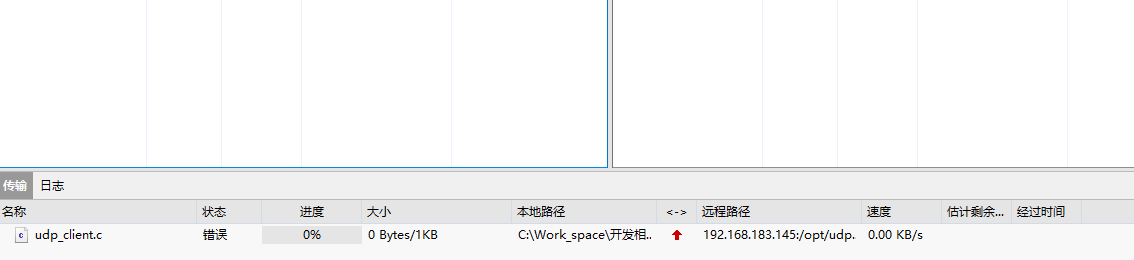 传输 日志
名称 状态 进度 大小 本地路径 <-> 远程路径 速度 估计剩余... 经过时间
c udp_client.c 错误 0% 0 Bytes/1KB C:\Work_space\开发相.. 192.168.183.145:/opt/udp.. 0.00 KB/s